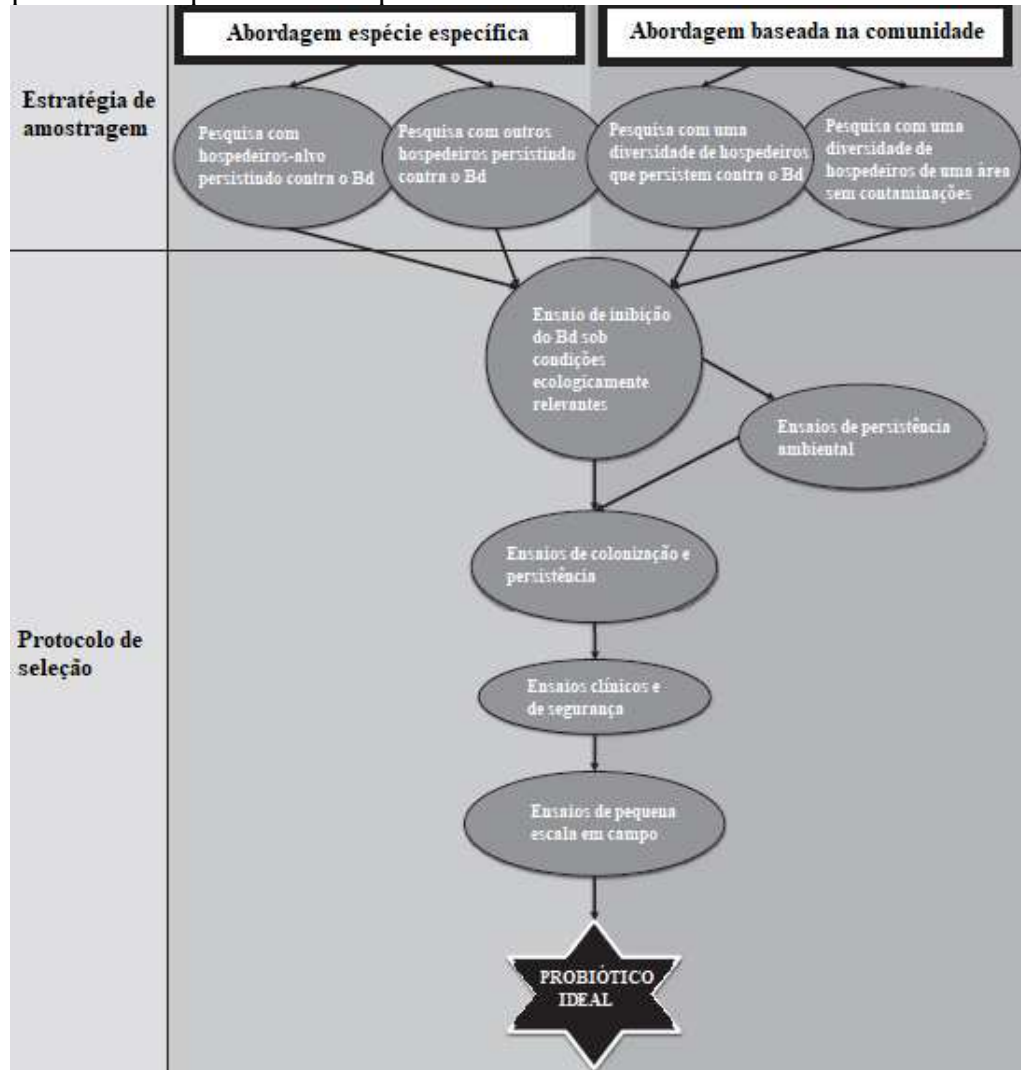 Abordagem espécie específica
Abordagem baseada na comunidade
Estratégia de
amostragem
Pesquisa com
hospedeiros-alvo
persistindo contra o Bd
Pesquisa com outros
hospedeiros persistindo
contra o Bd
Pesquisa com uma
diversidade de hospedeiros
que persistem contra o Bd
Pesquisa com uma
diversidade de
hospedeiros de uma área
sem contaminações
Ensaio de inibição
do Bd sob
condições
ecologicamente
relevantes
Ensaios de persistência
ambiental
Ensaios de colonização e
persistência
Protocolo de
seleção
Ensaios clínicos e
de segurança
Ensaios de pequena
escala em campo
PROBIÓTICO
IDEAL